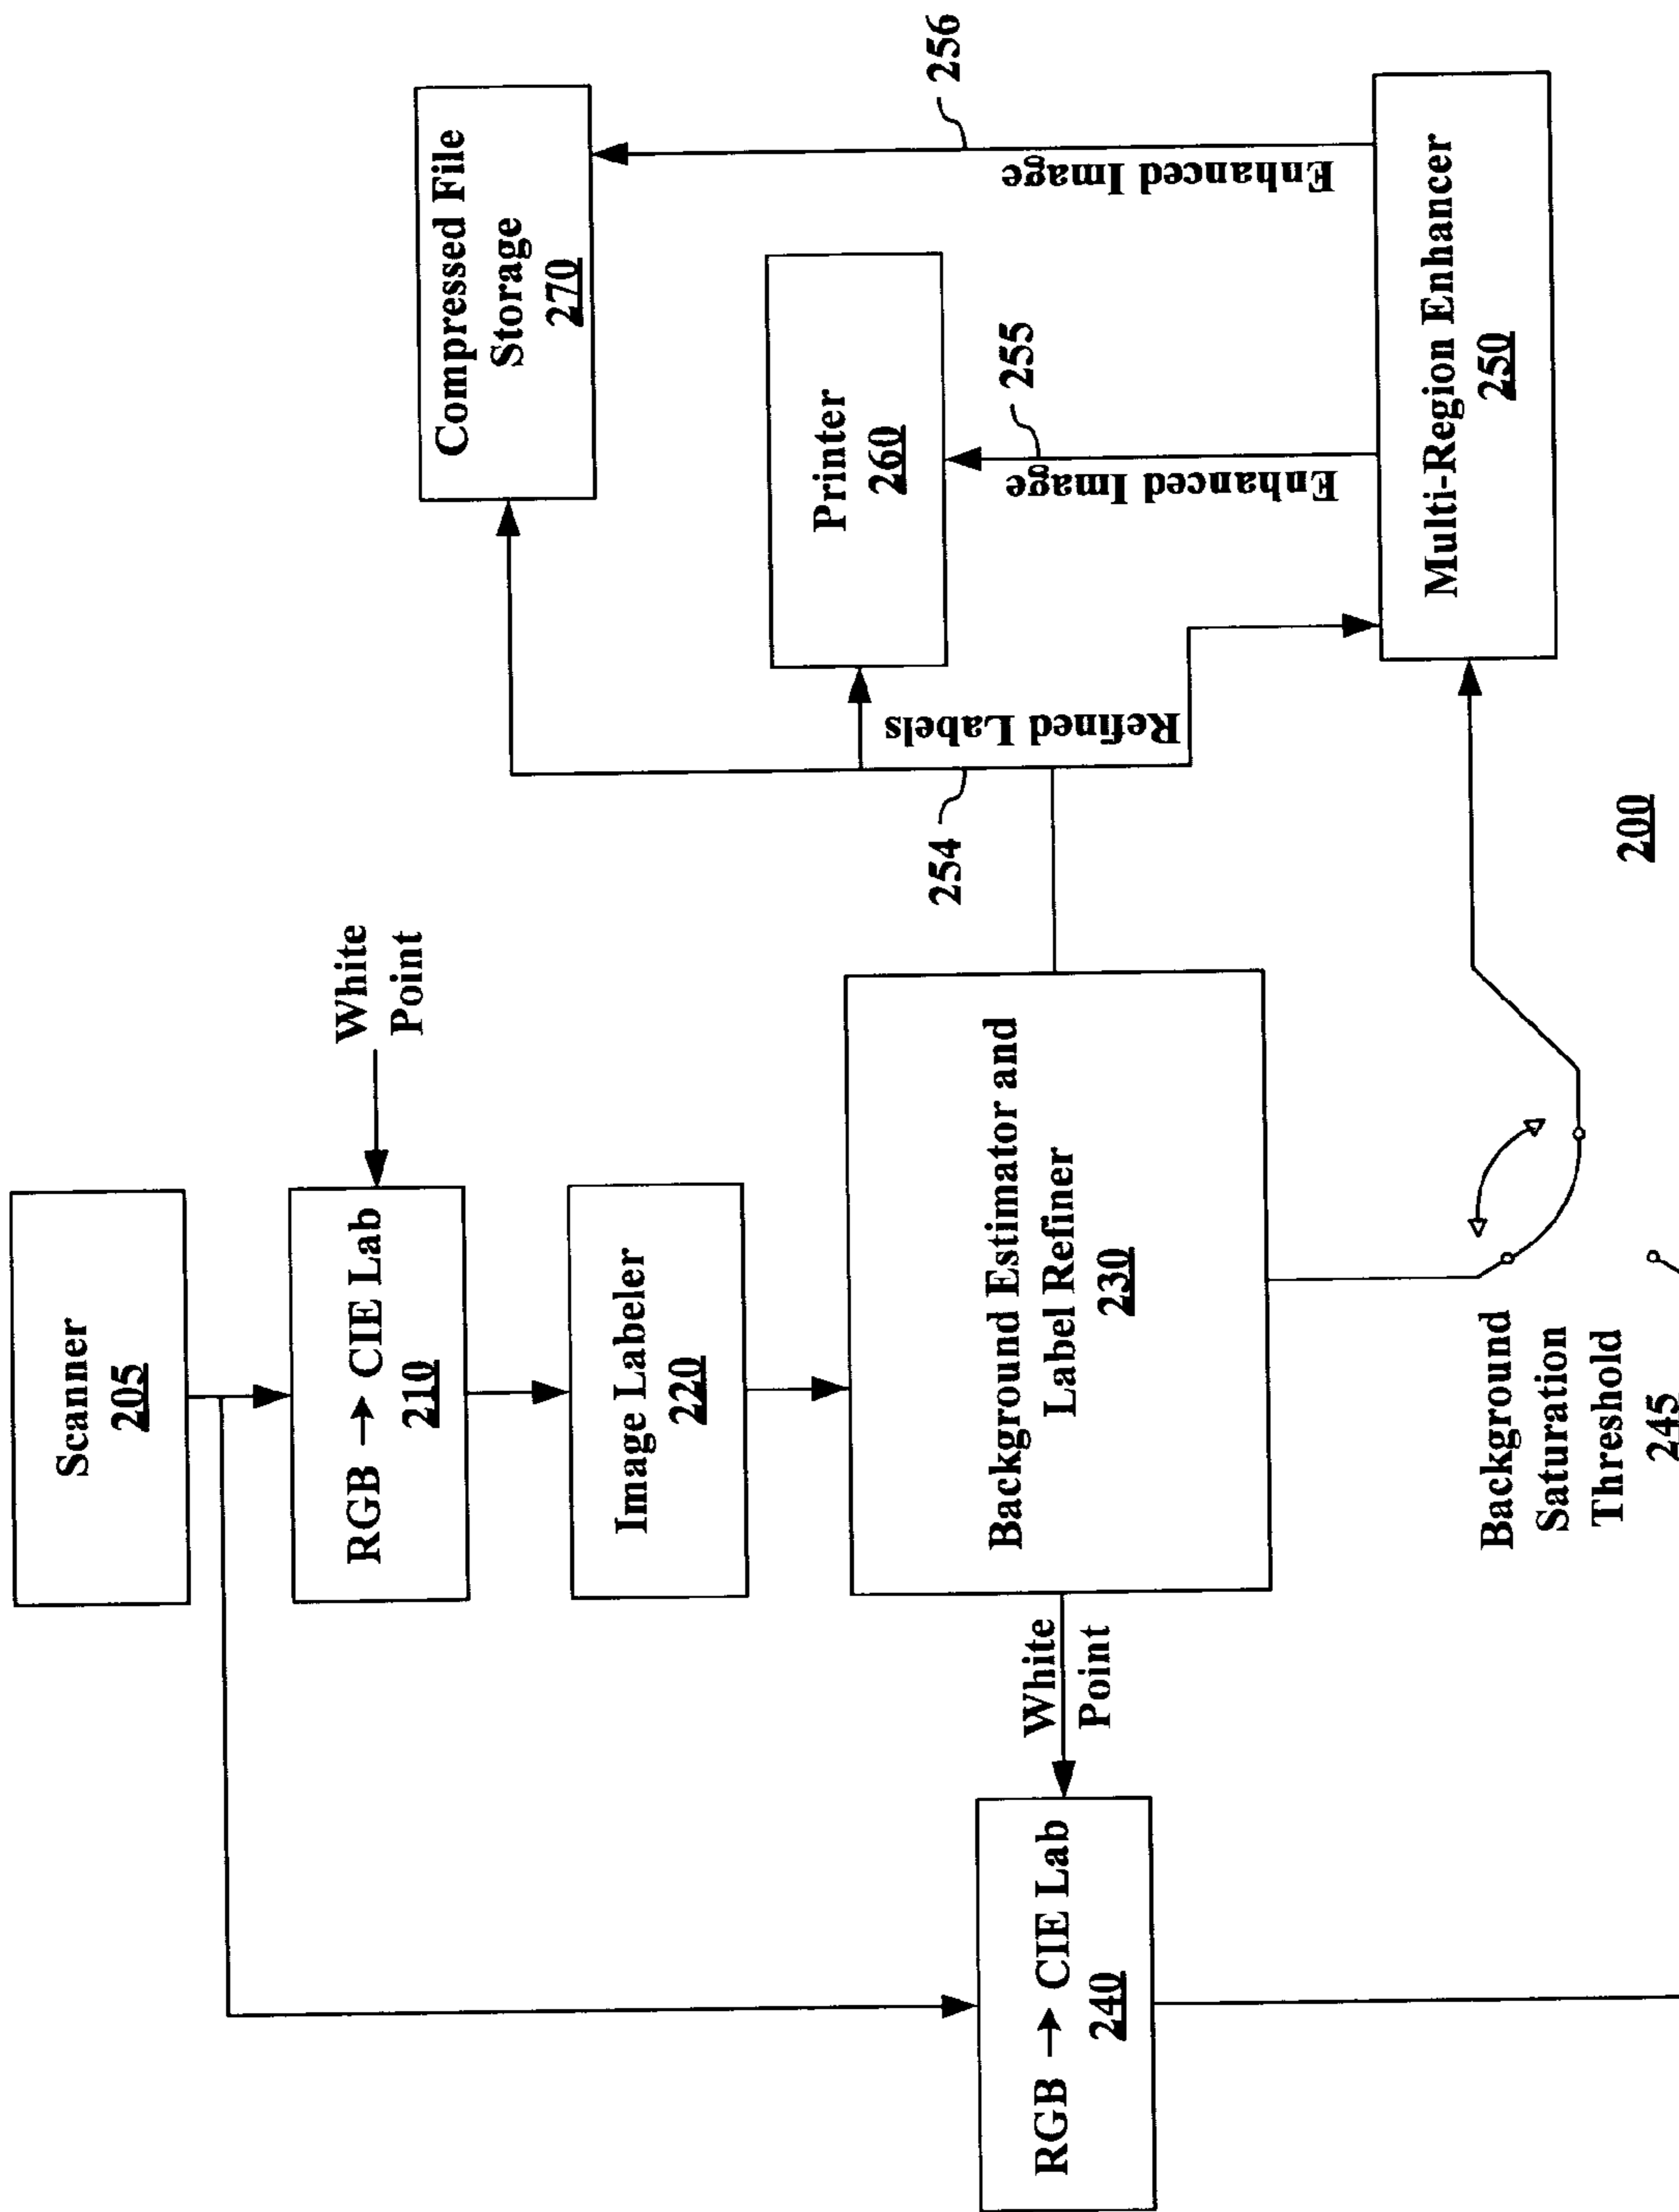 Scanner
205
RGB → CIE Lab
210
White
Point
Image Labeler
220
Background Estimator and
Label Refiner
230
White
Point
RGB → CIE Lab
240
Background
Saturation
Threshold
245
254
Refined Labels
Compressed File
Storage
270
Printer
260
Enhanced Image
255
Enhanced Image
256
Multi-Region Enhancer
250
200